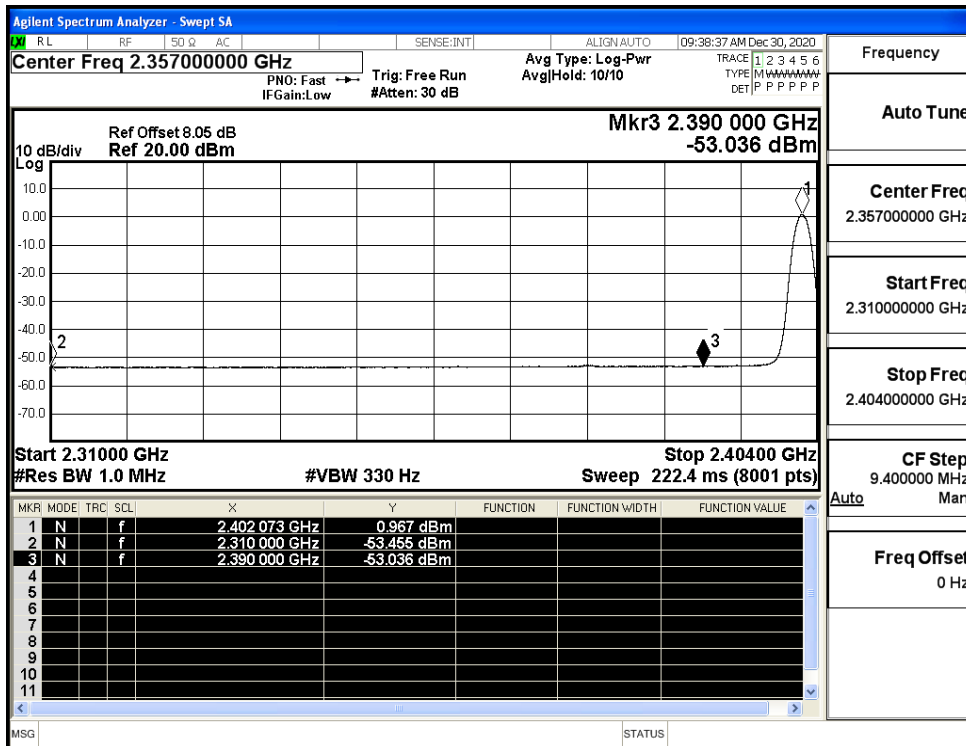 Agilent Spectrum Analyzer - Swept SA
LXI RL RF 50 Ω AC SENSE:INT ALIGNAUTO 09:38:37 AM Dec 30, 2020
Center Freq 2.357000000 GHz
PNO: Fast
IFGain:Low
Trig: Free Run
#Atten: 30 dB
Avg Type: Log-Pwr
Avg|Hold: 10/10
TRACE 1 2 3 4 5 6
TYPE M W W W W W
DET P P P P P P
Ref Offset 8.05 dB
10 dB/div Ref 20.00 dBm
Log
Mkr3 2.390 000 GHz
-53.036 dBm
10.0
0.00
-10.0
-20.0
-30.0
-40.0
-50.0
-60.0
-70.0
1
2
3
Start 2.31000 GHz Stop 2.40400 GHz
#Res BW 1.0 MHz #VBW 330 Hz Sweep 222.4 ms (8001 pts)
MKR MODE TRC SCL X Y FUNCTION FUNCTION WIDTH FUNCTION VALUE
1 N f 2.402 073 GHz 0.967 dBm
2 N f 2.310 000 GHz -53.455 dBm
3 N f 2.390 000 GHz -53.036 dBm
4
5
6
7
8
9
10
11
MSG STATUS
Frequency
Auto Tune
Center Freq
2.357000000 GHz
Start Freq
2.310000000 GHz
Stop Freq
2.404000000 GHz
CF Step
9.400000 MHz
Auto Man
Freq Offset
0 Hz